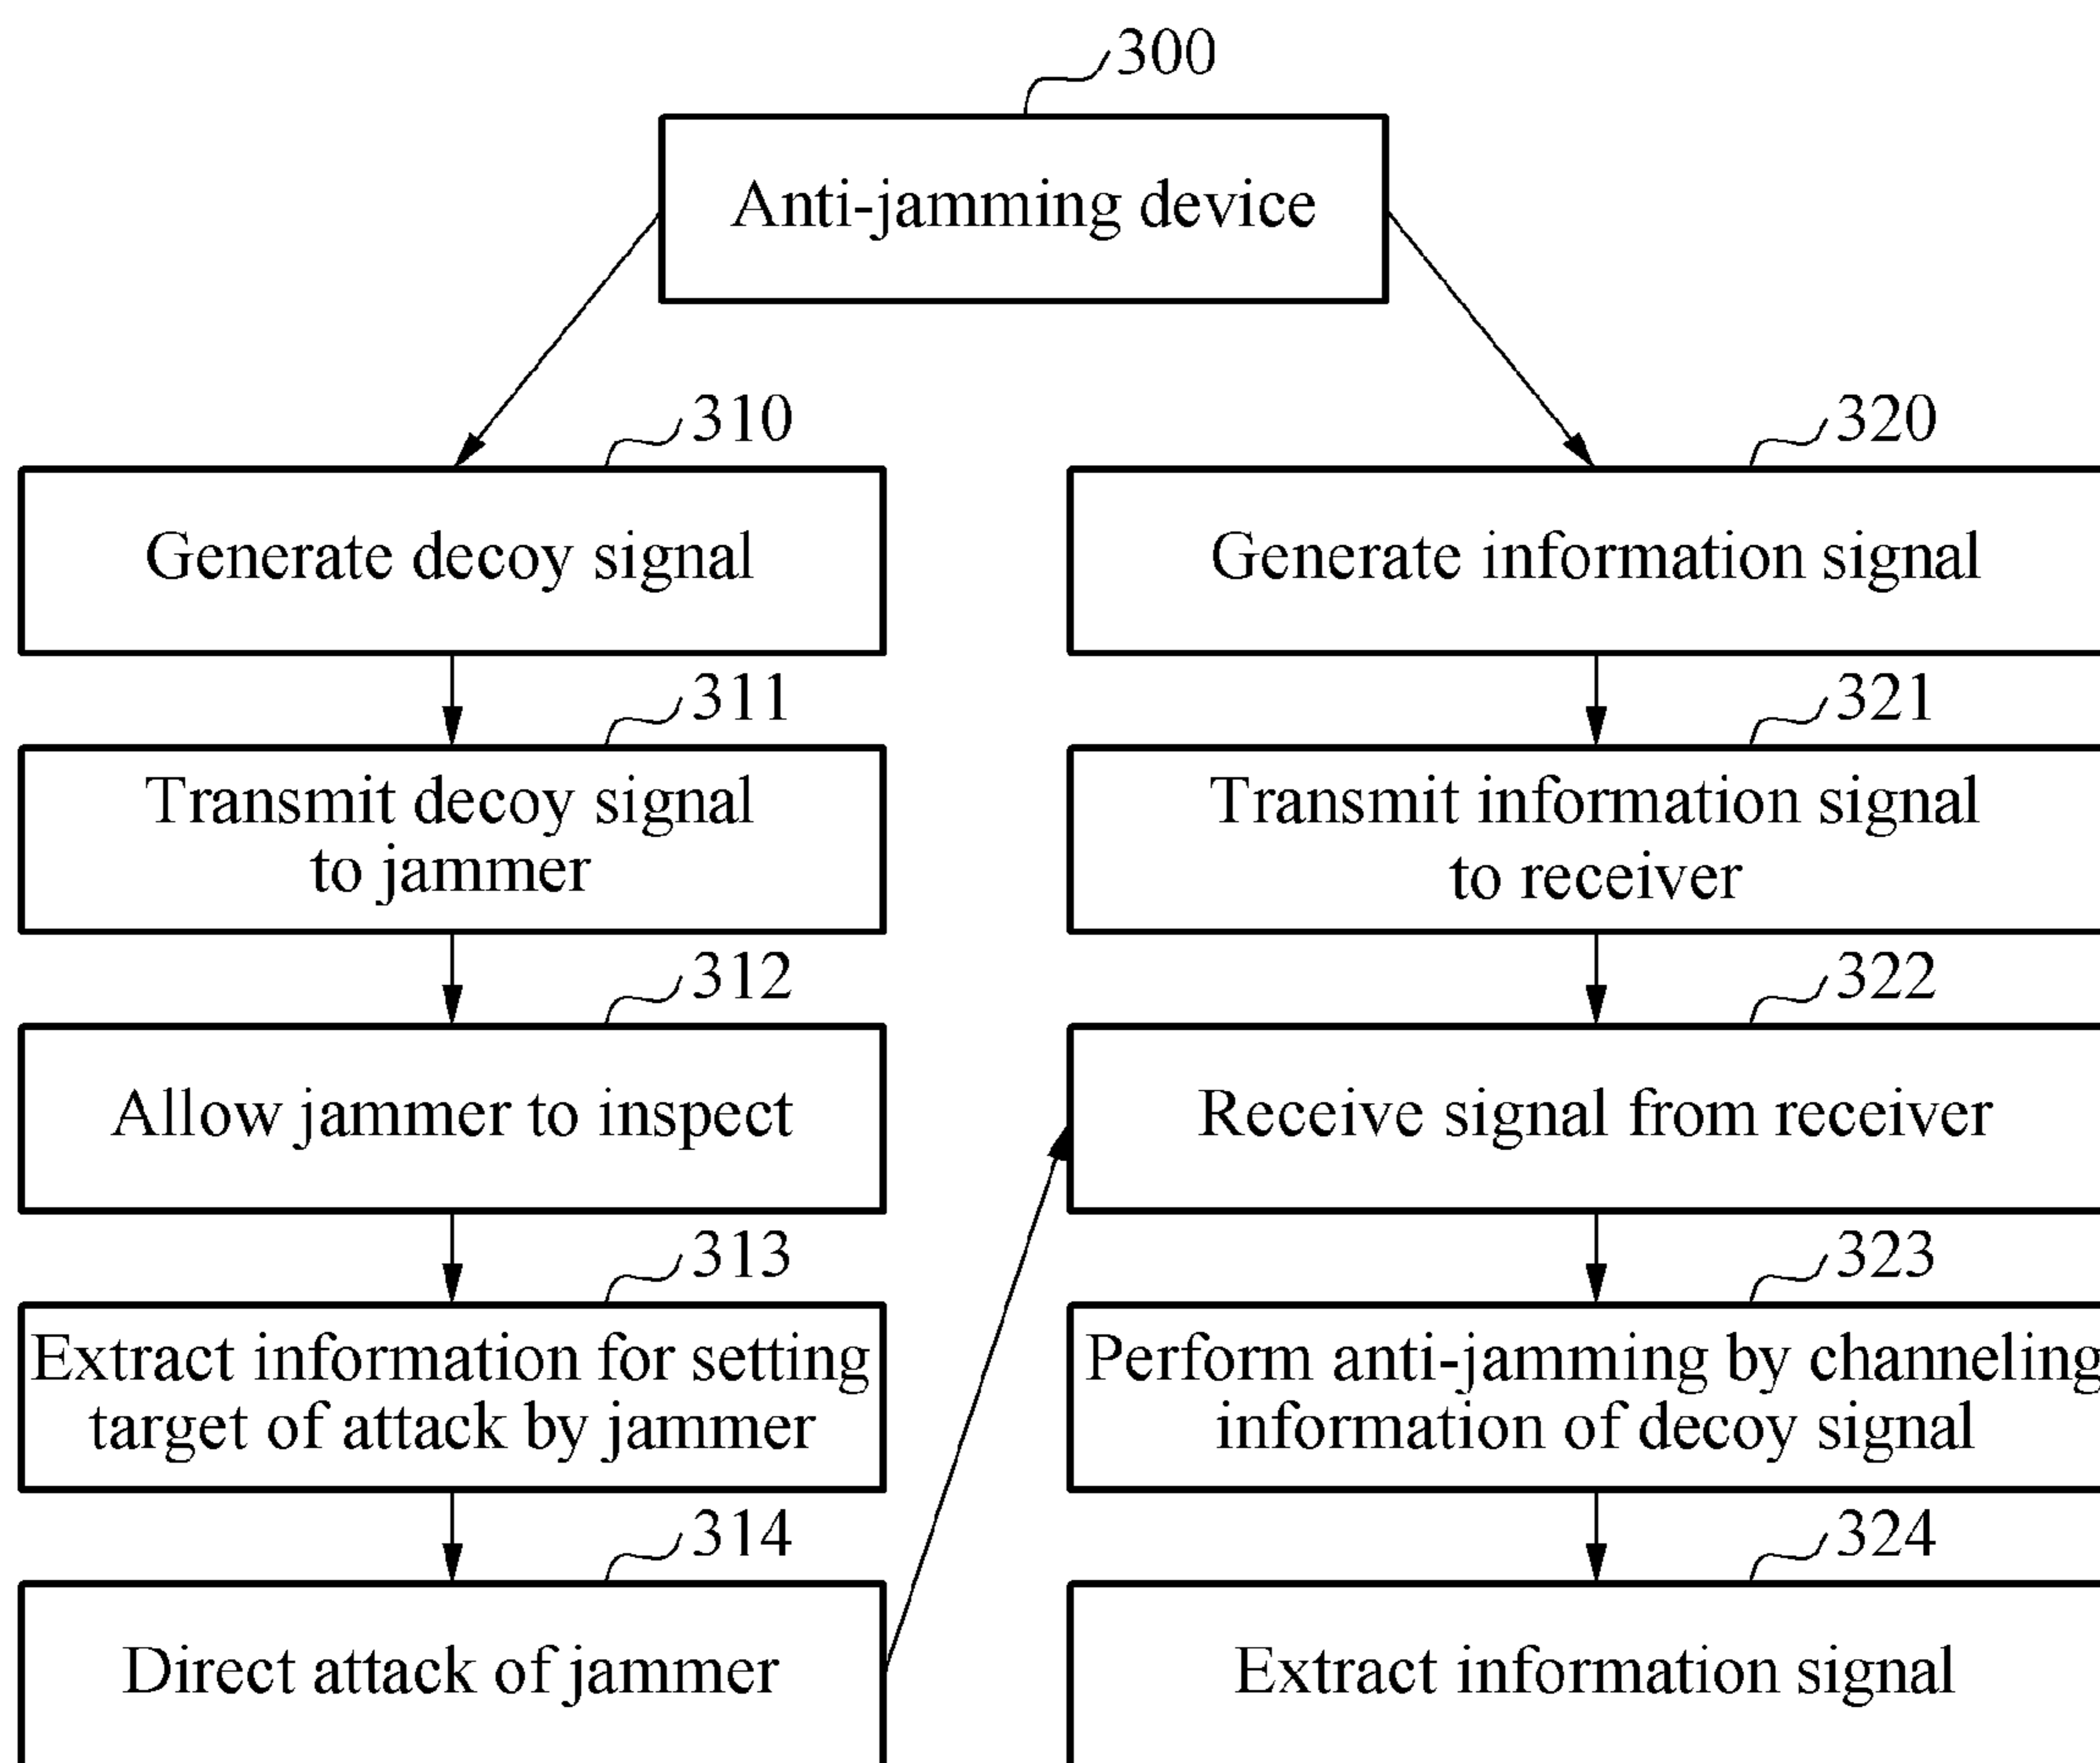 300
Anti-jamming device
310
Generate decoy signal
311
Transmit decoy signal
to jammer
312
Allow jammer to inspect
313
Extract information for setting
target of attack by jammer
314
Direct attack of jammer
320
Generate information signal
321
Transmit information signal
to receiver
322
Receive signal from receiver
323
Perform anti-jamming by channeling
information of decoy signal
324
Extract information signal